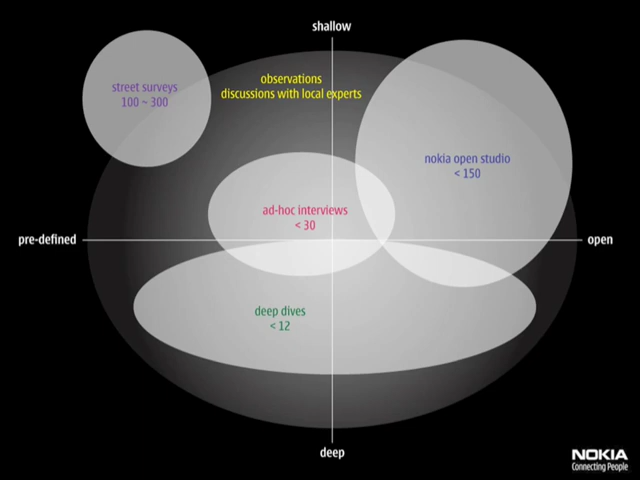 shallow
street surveys
100 ~ 300
observations
discussions with local experts
nokia open studio
< 150
ad-hoc interviews
< 30
pre-defined
open
deep dives
< 12
deep
NOKIA
Connecting People